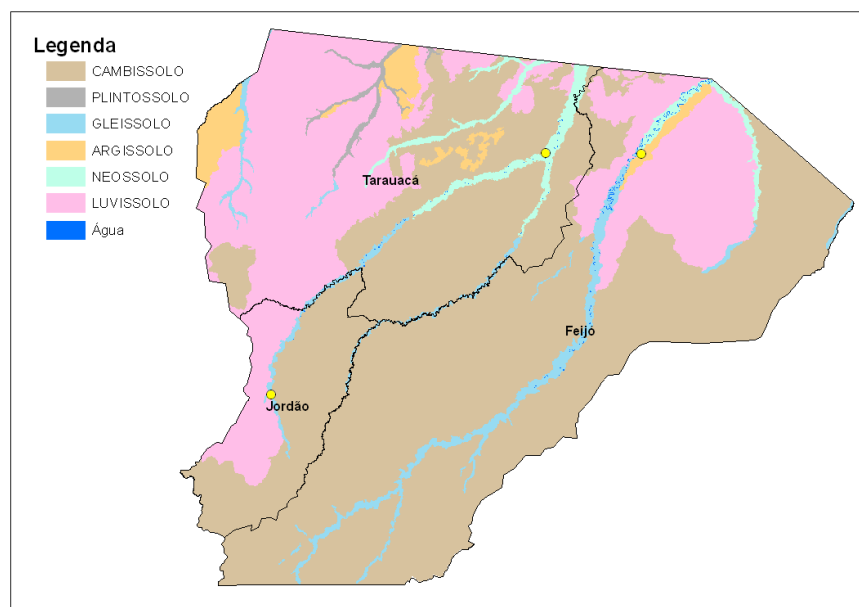 Legenda
CAMBISSOLO
PLINTOSSOLO
GLEISSOLO
ARGISSOLO
NEOSSOLO
LUVISSOLO
Água
Tarauacá
Feijó
Jordão